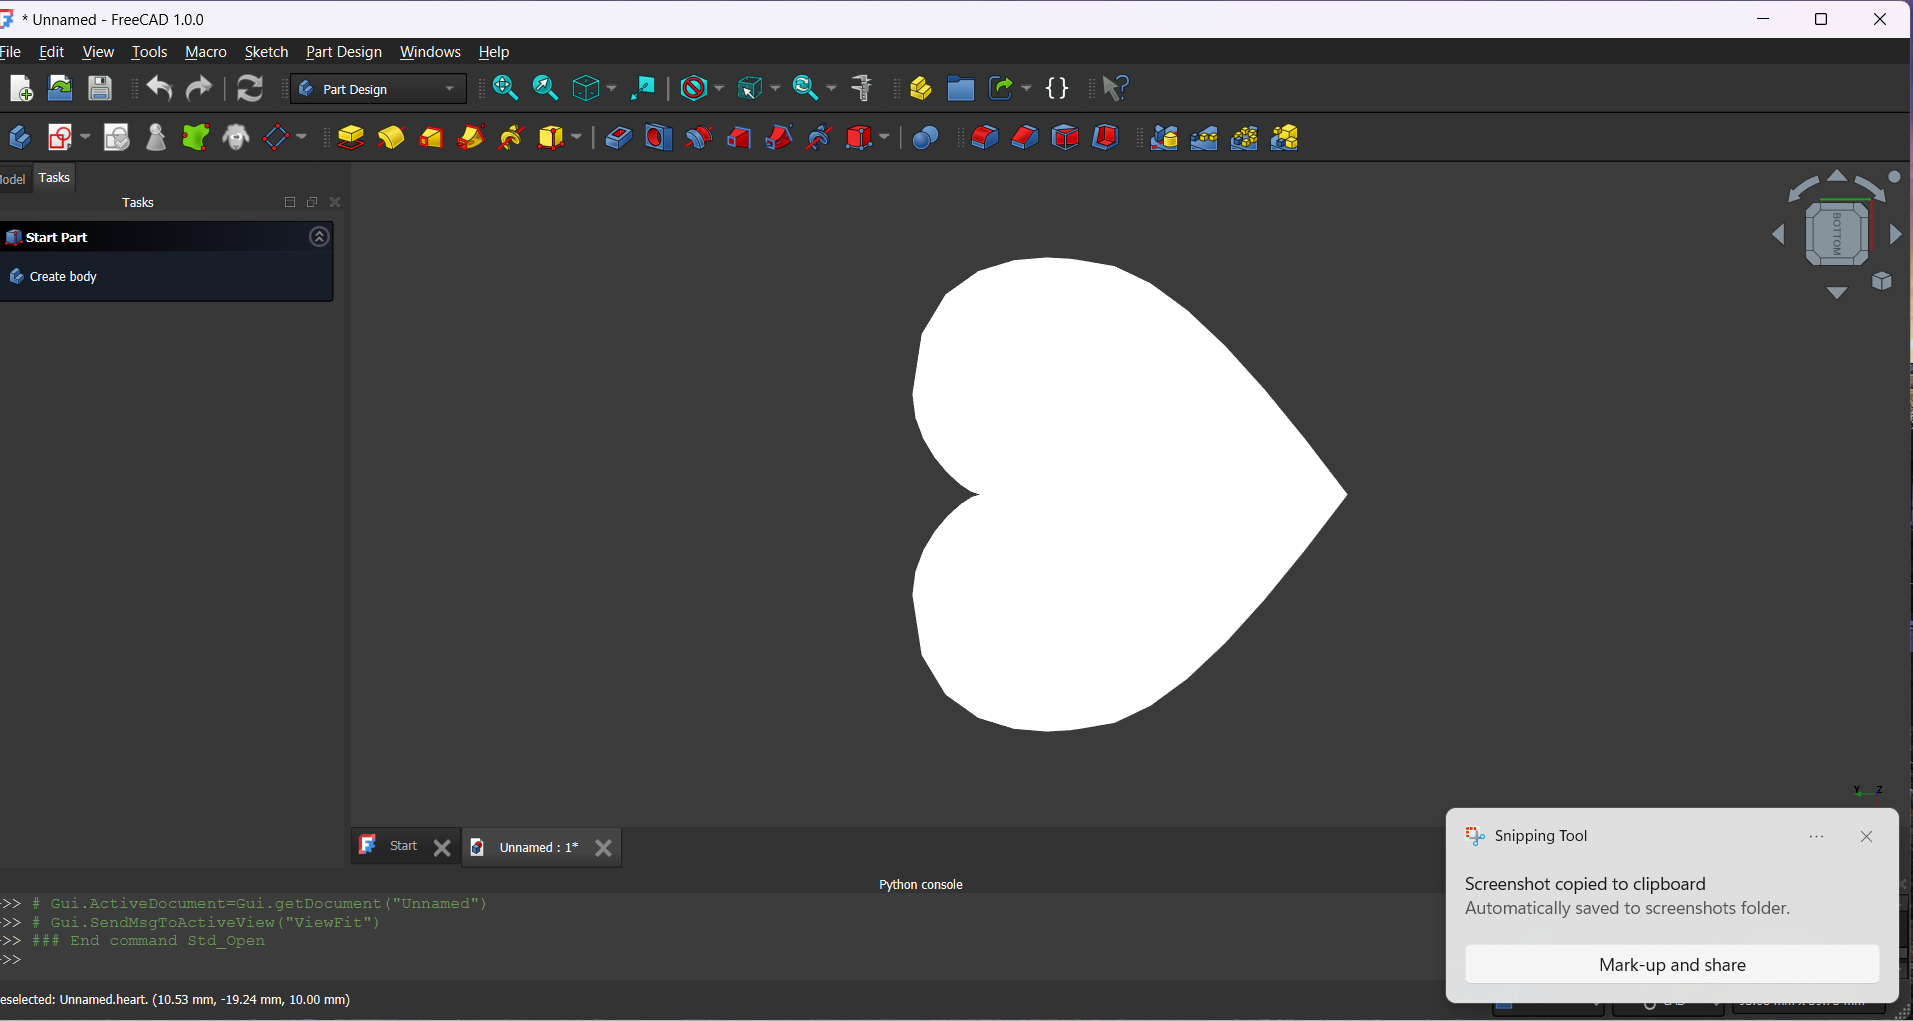 * Unnamed - FreeCAD 1.0.0
File Edit View Tools Macro Sketch Part Design Windows Help
Part Design
Tasks
Tasks
BOTTOM
Start Part
Create body
Y Z
Start
Unnamed : 1*
Python console
>> # Gui.ActiveDocument=Gui.getDocument("Unnamed")
>> # Gui.SendMsgToActiveView("ViewFit")
>> ### End command Std_Open
>>
eselected: Unnamed.heart. (10.53 mm, -19.24 mm, 10.00 mm)
Snipping Tool
Screenshot copied to clipboard
Automatically saved to screenshots folder.
Mark-up and share